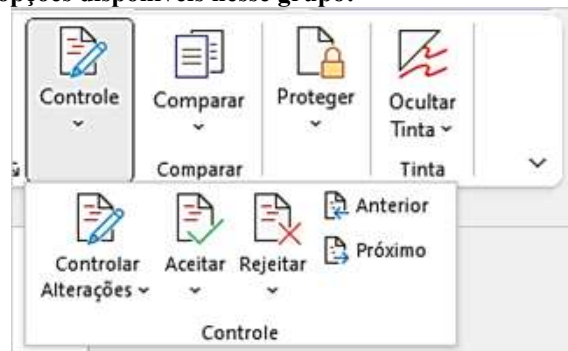 opções disponíveis nesse grupo.
Controle
Comparar
Proteger
Ocultar
Tinta
Comparar
Tinta
Controlar
Alterações
Aceitar
Rejeitar
Anterior
Próximo
Controle